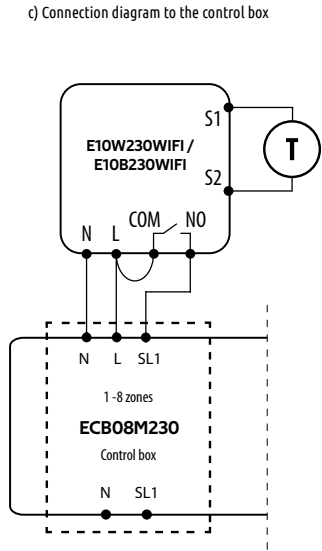 c) Connection diagram to the control box
S1
E10W230WIFI /
E10B230WIFI
T
S2
N L COM NO
N L SL1
1 -8 zones
ECB08M230
Control box
N SL1